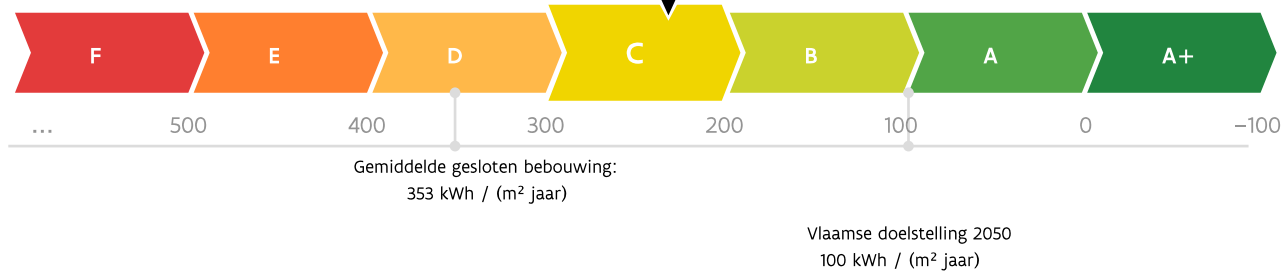 F E D C B A A+
... 500 400 300 200 100 0 –100
Gemiddelde gesloten bebouwing:
353 kWh / (m² jaar)
Vlaamse doelstelling 2050
100 kWh / (m² jaar)